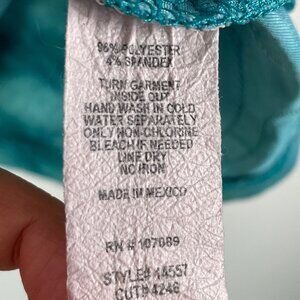 96% POLYESTER
4% SPANDEX
TURN GARMENT
INSIDE OUT
HAND WASH IN COLD
WATER SEPARATELY
ONLY NON-CHLORINE
BLEACH IF NEEDED
LINE DRY
NO IRON
MADE IN MEXICO
RN # 107089
STYLE# 44557
CUT# 4246